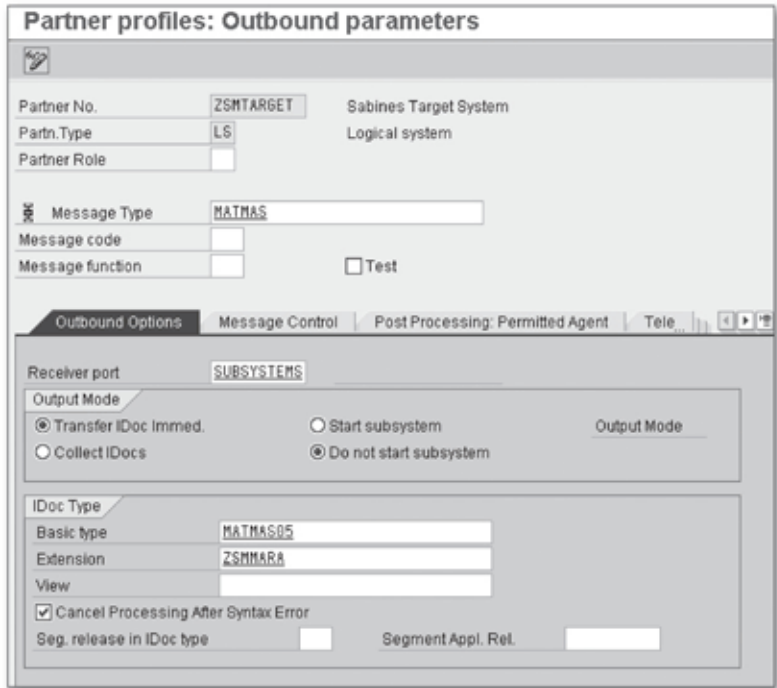 Partner profiles: Outbound parameters
Partner No. ZSMTARGET Sabines Target System
Partn.Type LS Logical system
Partner Role
Message Type MATMAS
Message code
Message function Test
Outbound Options Message Control Post Processing: Permitted Agent Tele...
Receiver port SUBSYSTEMS
Output Mode
Transfer IDoc Immed. Start subsystem Output Mode
Collect IDocs Do not start subsystem
IDoc Type
Basic type MATMAS05
Extension ZSMMARA
View
Cancel Processing After Syntax Error
Seg. release in IDoc type Segment Appl. Rel.